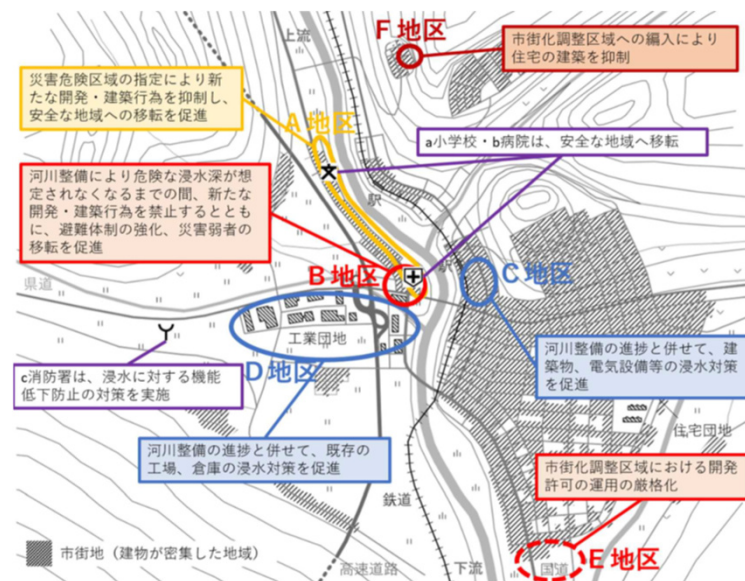 上流
F地区
市街化調整区域への編入により
住宅の建築を抑制
災害危険区域の指定により新
たな開発・建築行為を抑制し、
安全な地域への移転を促進
A地区
a小学校・b病院は、安全な地域へ移転
河川整備により危険な浸水深が想
定されなくなるまでの間、新たな
開発・建築行為を禁止するととも
に、避難体制の強化、災害弱者の
移転を促進
駅
駅
県道
B地区
C地区
工業団地
D地区
c消防署は、浸水に対する機能
低下防止の対策を実施
河川整備の進捗と併せて、建
築物、電気設備等の浸水対策
を促進
住宅団地
河川整備の進捗と併せて、既存の
工場、倉庫の浸水対策を促進
市街化調整区域における開発
許可の運用の厳格化
鉄道
市街地（建物が密集した地域）
高速道路
下流
国道
E地区